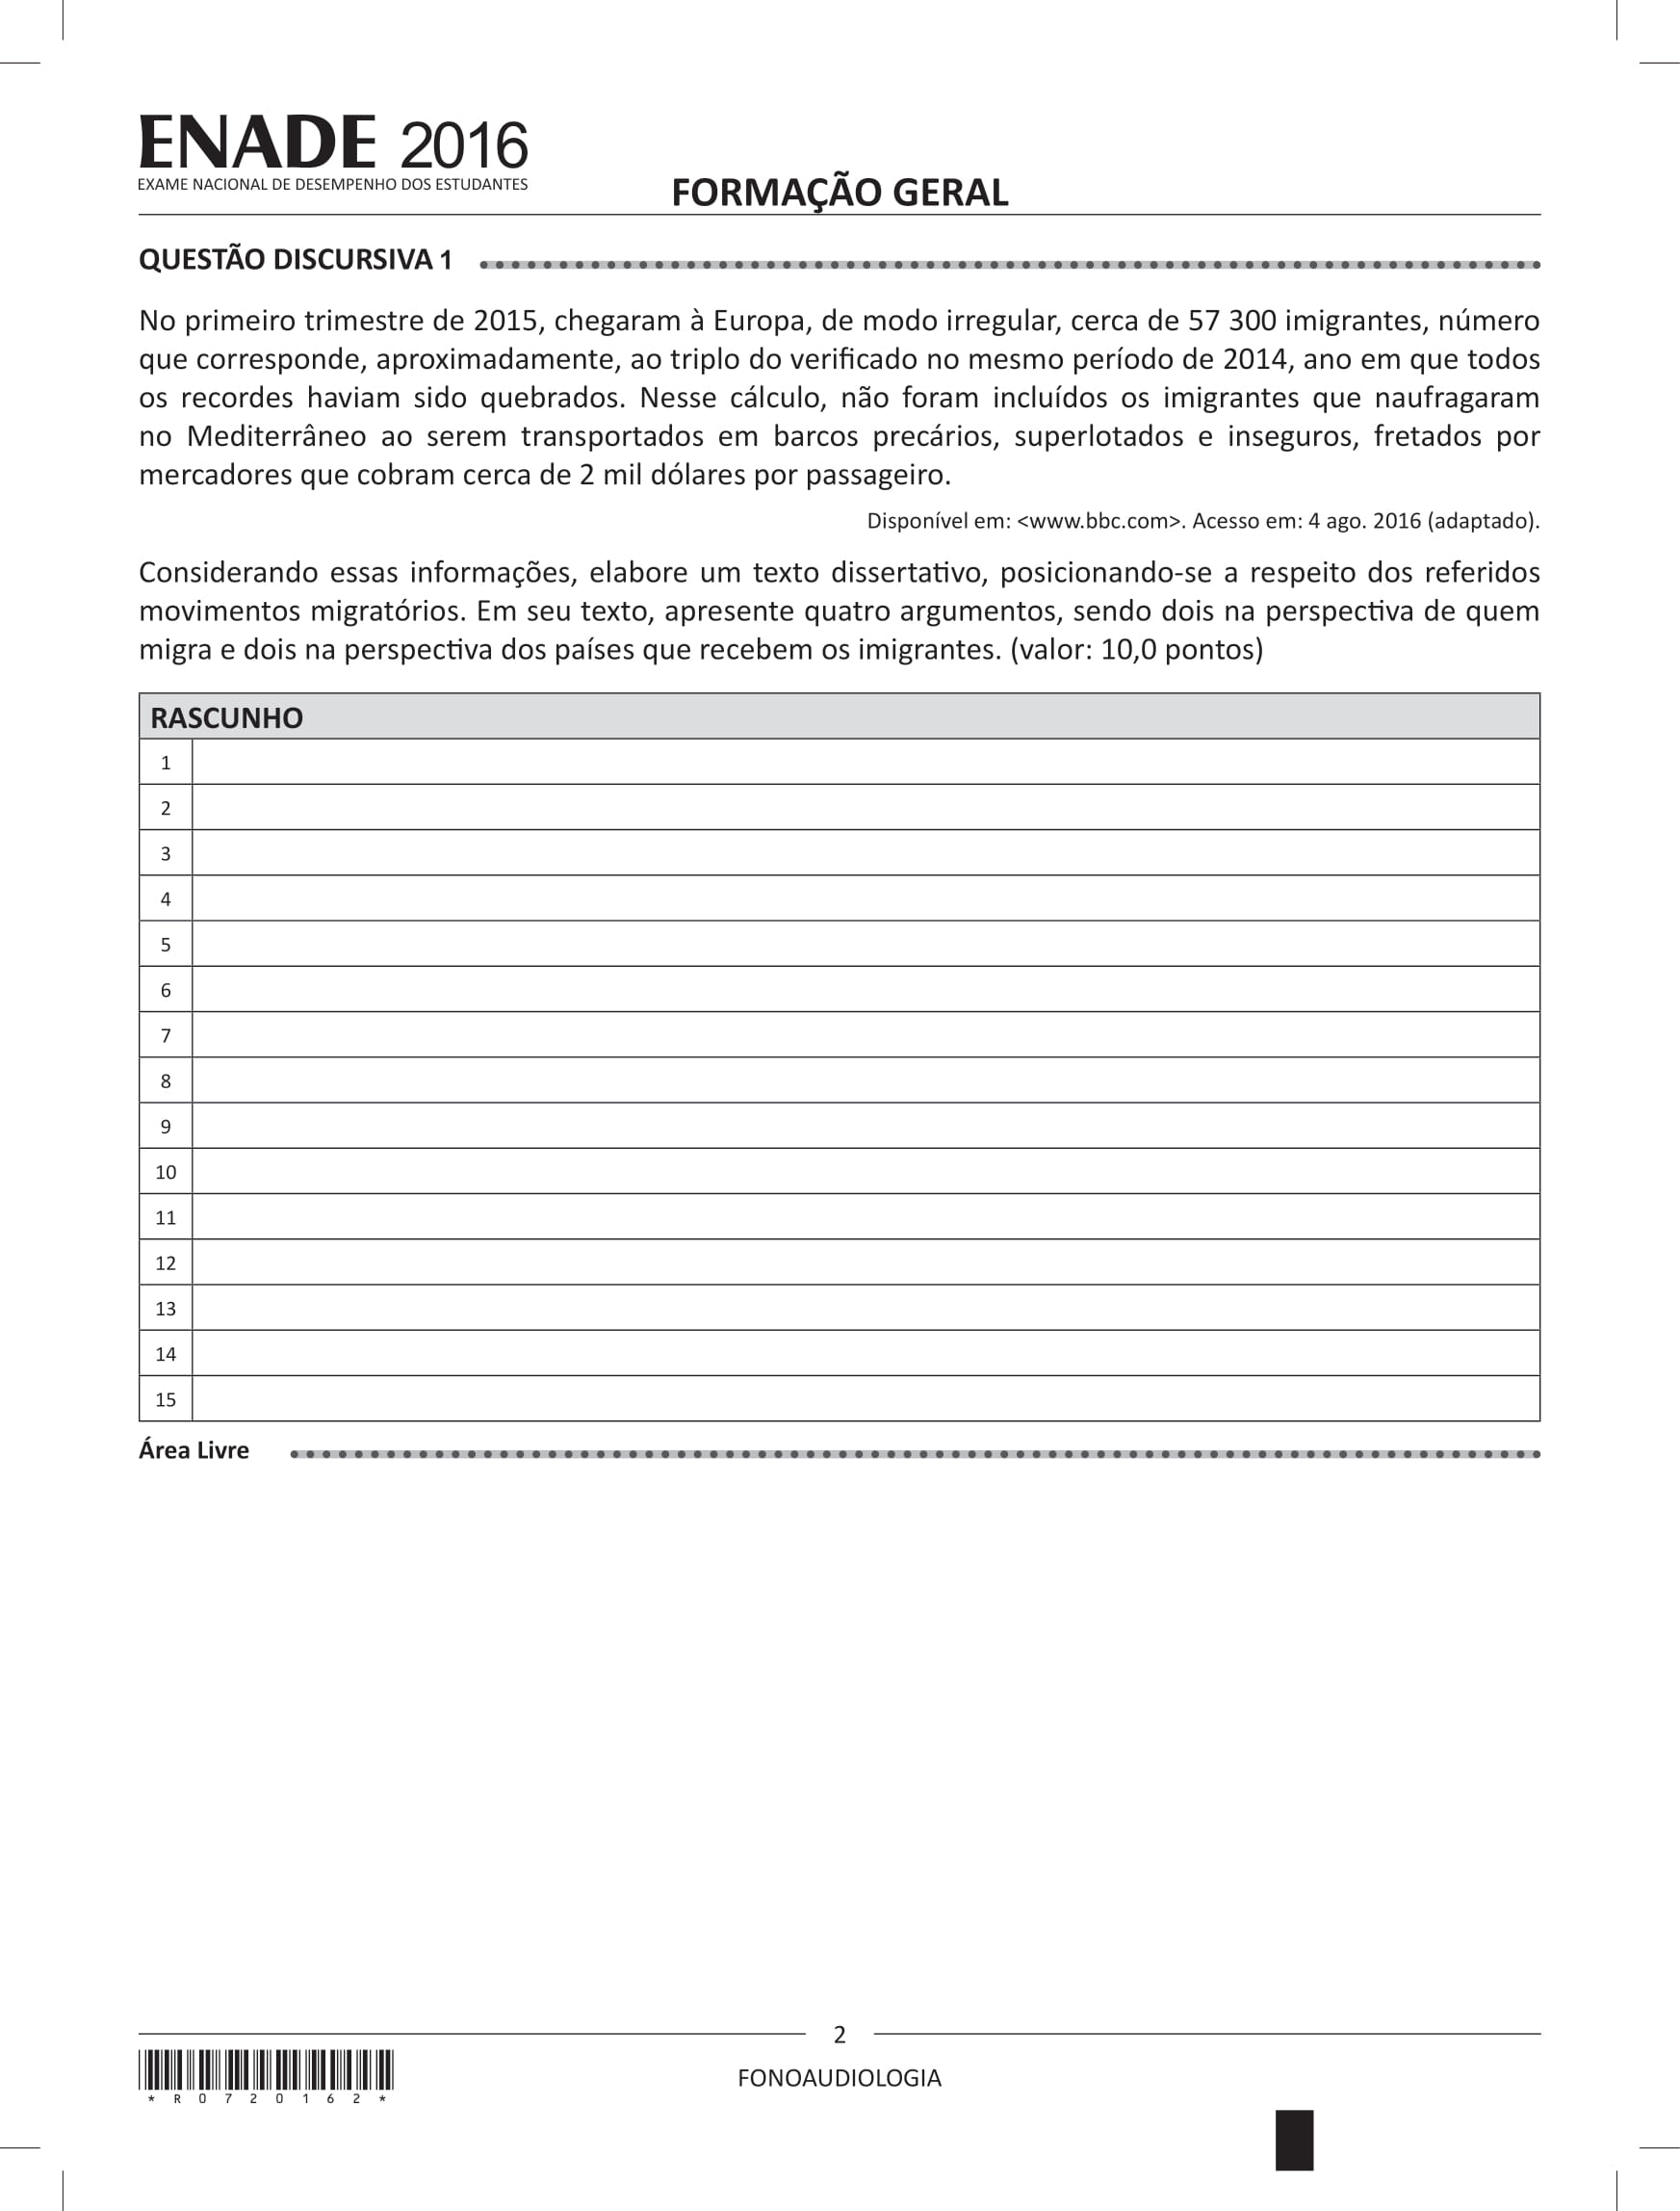 ENADE 2016
EXAME NACIONAL DE DESEMPENHO DOS ESTUDANTES
FORMAÇÃO GERAL
QUESTÃO DISCURSIVA 1
No primeiro trimestre de 2015, chegaram à Europa, de modo irregular, cerca de 57 300 imigrantes, número
que corresponde, aproximadamente, ao triplo do verificado no mesmo período de 2014, ano em que todos
os recordes haviam sido quebrados. Nesse cálculo, não foram incluídos os imigrantes que naufragaram
no Mediterrâneo ao serem transportados em barcos precários, superlotados e inseguros, fretados por
mercadores que cobram cerca de 2 mil dólares por passageiro.
Disponível em: <www.bbc.com>. Acesso em: 4 ago. 2016 (adaptado).
Considerando essas informações, elabore um texto dissertativo, posicionando-se a respeito dos referidos
movimentos migratórios. Em seu texto, apresente quatro argumentos, sendo dois na perspectiva de quem
migra e dois na perspectiva dos países que recebem os imigrantes. (valor: 10,0 pontos)
RASCUNHO
1
2
3
4
5
6
7
8
9
10
11
12
13
14
15
Área Livre
2
FONOAUDIOLOGIA
* R 0 7 2 0 1 6 2 *